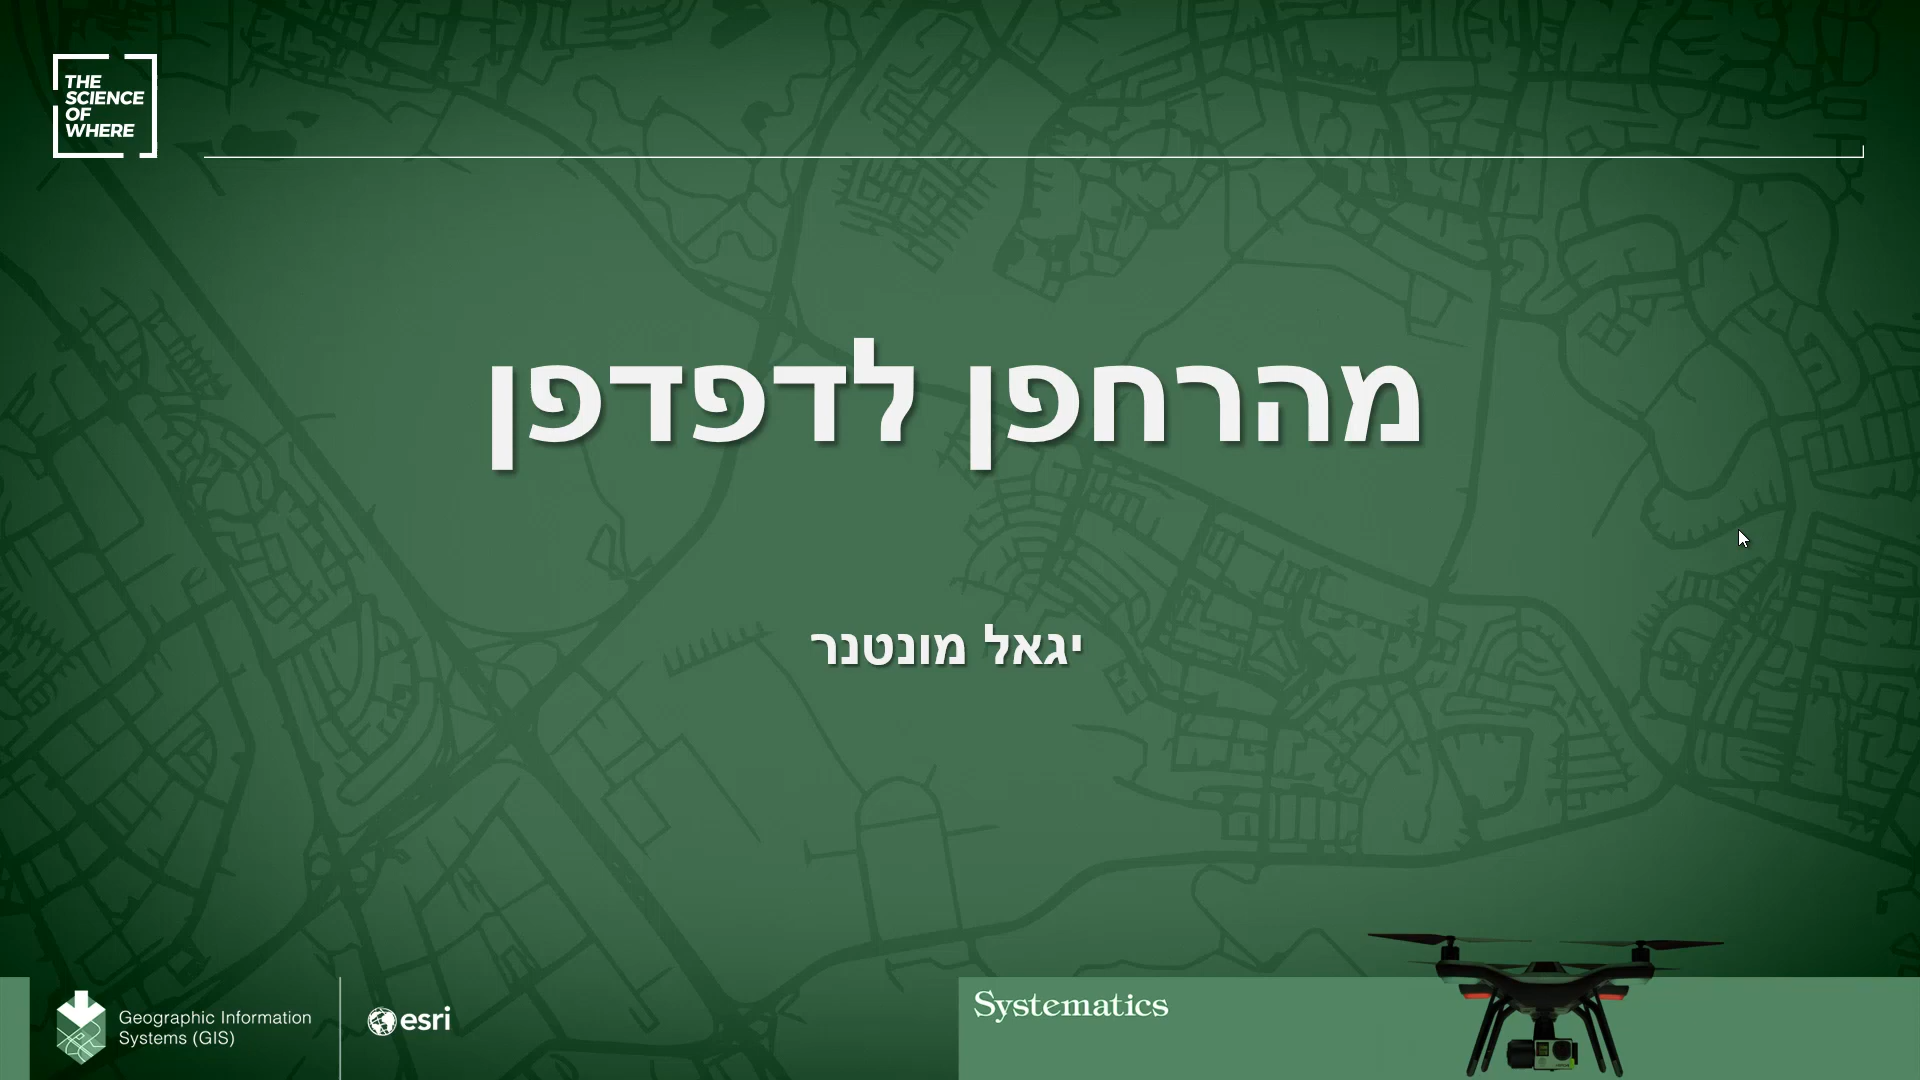 THE
SCIENCE
OF
WHERE
מהרחפן לדפדפן
יגאל מונטנר
Geographic Information
Systems (GIS)
esri
Systematics